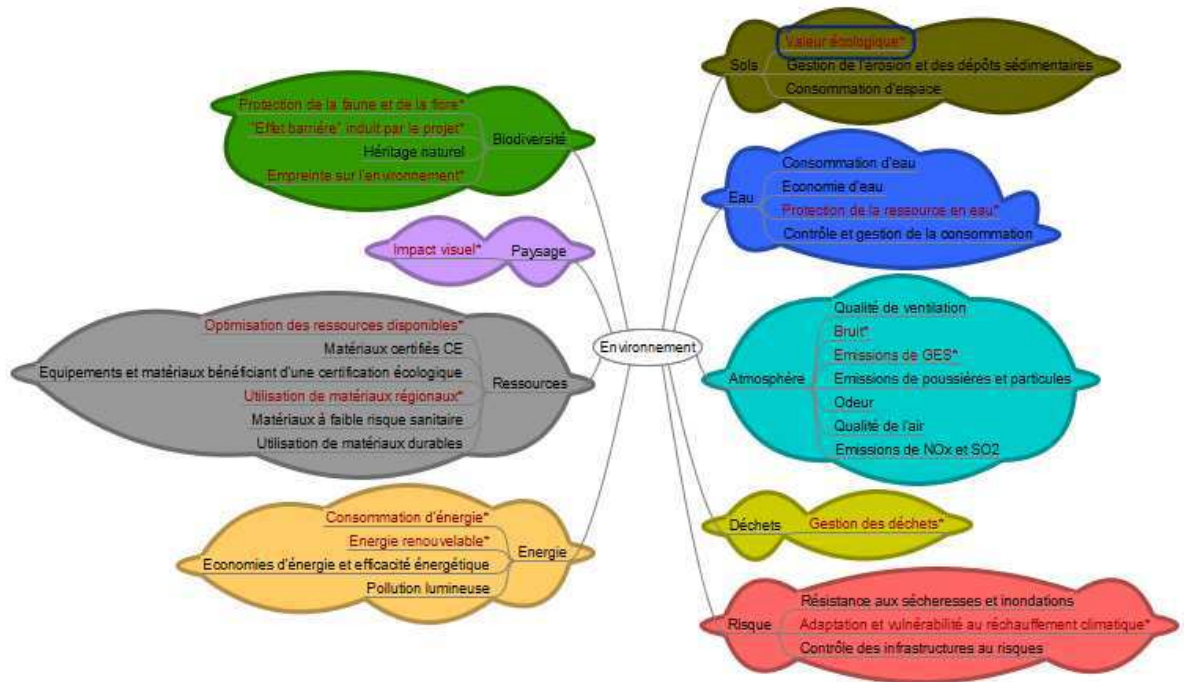 Environnement
Biodiversité
Protection de la faune et de la flore*
"Effet barrière" induit par le projet*
Héritage naturel
Empreinte sur l'environnement*
Paysage
Impact visuel*
Ressources
Optimisation des ressources disponibles*
Matériaux certifiés CE
Equipements et matériaux bénéficiant d'une certification écologique
Utilisation de matériaux régionaux*
Matériaux à faible risque sanitaire
Utilisation de matériaux durables
Energie
Consommation d'énergie*
Energie renouvelable*
Economies d'énergie et efficacité énergétique
Pollution lumineuse
Sols
Valeur écologique*
Gestion de l'érosion et des dépôts sédimentaires
Consommation d'espace
Eau
Consommation d'eau
Economie d'eau
Protection de la ressource en eau*
Contrôle et gestion de la consommation
Atmosphère
Qualité de ventilation
Bruit*
Emissions de GES*
Emissions de poussières et particules
Odeur
Qualité de l'air
Emissions de NOx et SO2
Déchets
Gestion des déchets*
Risque
Résistance aux sécheresses et inondations
Adaptation et vulnérabilité au réchauffement climatique*
Contrôle des infrastructures au risques